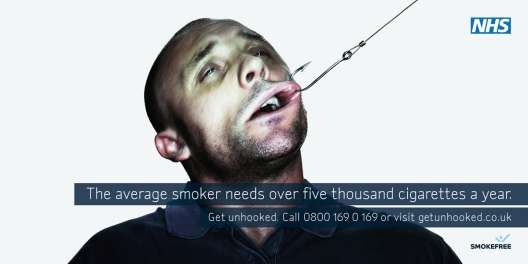 NHS
The average smoker needs over five thousand cigarettes a year.
Get unhooked. Call 0800 169 0 169 or visit getunhooked.co.uk
SMOKEFREE